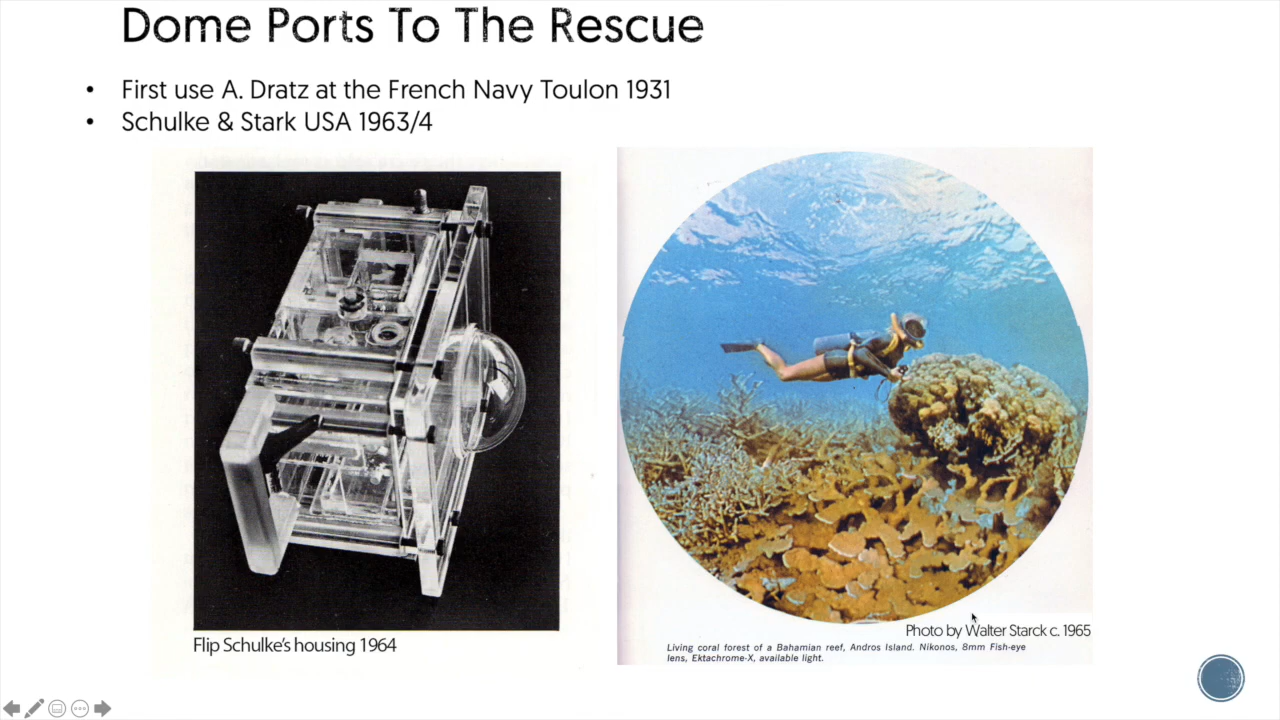 Dome Ports To The Rescue
• First use A. Dratz at the French Navy Toulon 1931
• Schulke & Stark USA 1963/4
Flip Schulke's housing 1964
Photo by Walter Starck c. 1965
Living coral forest of a Bahamian reef, Andros Island. Nikonos, 8mm Fish-eye
lens, Ektachrome-X, available light.